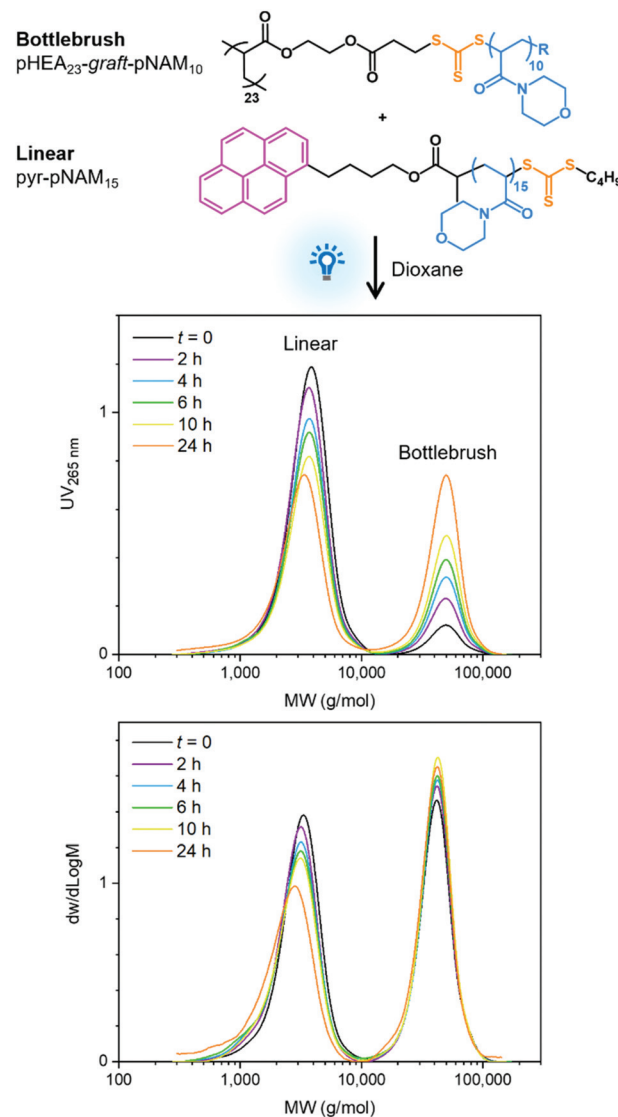 Bottlebrush
pHEA23-graft-pNAM10
O
O
O
O
S
S
S
R
10
23
N
O
O
+
Linear
pyr-pNAM15
O
O
15
S
S
S
C4H9
N
O
O
Dioxane
t = 0
2 h
4 h
6 h
10 h
24 h
Linear
Bottlebrush
UV265 nm
1
0
100
1,000
10,000
100,000
MW (g/mol)
t = 0
2 h
4 h
6 h
10 h
24 h
dw/dLogM
1
0
100
1,000
10,000
100,000
MW (g/mol)